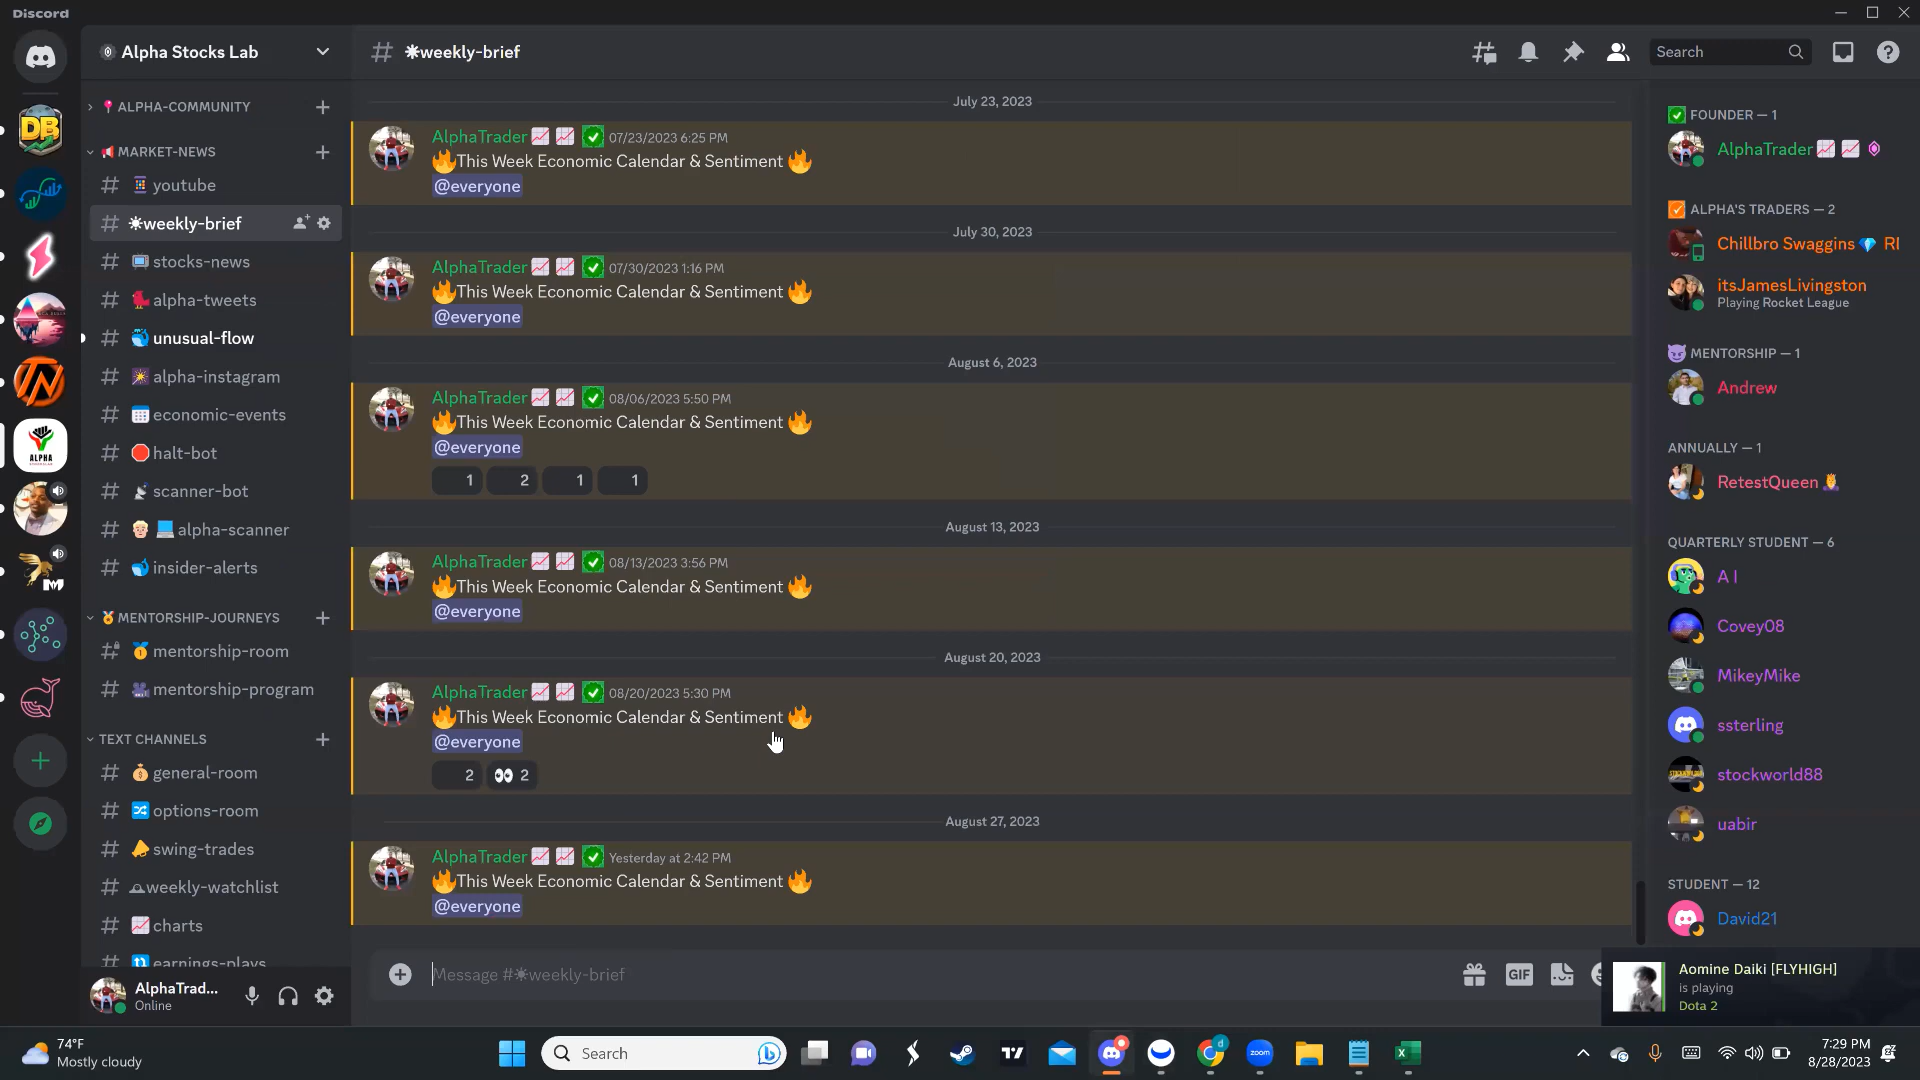 Discord
Alpha Stocks Lab
ALPHA-COMMUNITY
MARKET-NEWS
youtube
weekly-brief
stocks-news
alpha-tweets
unusual-flow
alpha-instagram
economic-events
halt-bot
scanner-bot
alpha-scanner
insider-alerts
MENTORSHIP-JOURNEYS
mentorship-room
mentorship-program
TEXT CHANNELS
general-room
options-room
swing-trades
weekly-watchlist
charts
earnings-plays
AlphaTrad...
Online
weekly-brief
Search
July 23, 2023
AlphaTrader 07/23/2023 6:25 PM
This Week Economic Calendar & Sentiment
@everyone
July 30, 2023
AlphaTrader 07/30/2023 1:16 PM
This Week Economic Calendar & Sentiment
@everyone
August 6, 2023
AlphaTrader 08/06/2023 5:50 PM
This Week Economic Calendar & Sentiment
@everyone
1 2 1 1
August 13, 2023
AlphaTrader 08/13/2023 3:56 PM
This Week Economic Calendar & Sentiment
@everyone
August 20, 2023
AlphaTrader 08/20/2023 5:30 PM
This Week Economic Calendar & Sentiment
@everyone
2 2
August 27, 2023
AlphaTrader Yesterday at 2:42 PM
This Week Economic Calendar & Sentiment
@everyone
Message #☀weekly-brief
GIF
FOUNDER — 1
AlphaTrader
ALPHA'S TRADERS — 2
Chillbro Swaggins RI
itsJamesLivingston
Playing Rocket League
MENTORSHIP — 1
Andrew
ANNUALLY — 1
RetestQueen
QUARTERLY STUDENT — 6
A I
Covey08
MikeyMike
ssterling
stockworld88
uabir
STUDENT — 12
David21
Aomine Daiki [FLYHIGH]
is playing
Dota 2
DB
ALPHA
74°F
Mostly cloudy
Search
zoom
7:29 PM
8/28/2023